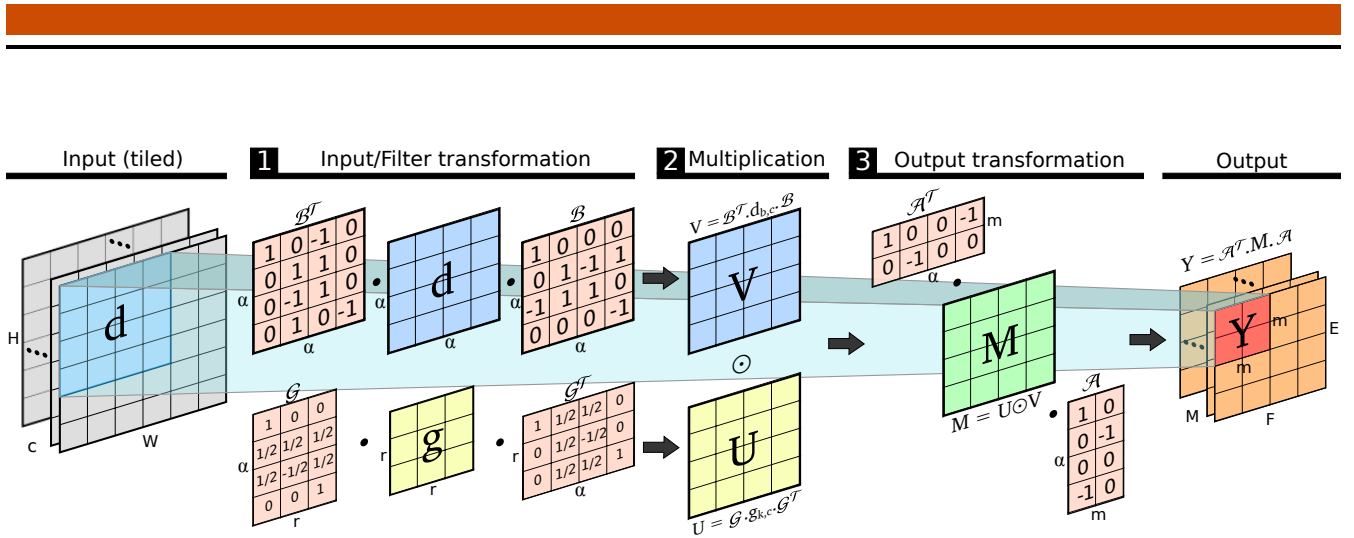 Input (tiled)
1 Input/Filter transformation
2 Multiplication
3 Output transformation
Output
d
H
C
W
...
...
ℬᵀ
1 0 -1 0
0 1 1 0
0 -1 1 0
0 1 0 -1
α
α
•
d
α
α
•
ℬ
1 0 0 0
0 1 -1 1
-1 1 1 0
0 0 0 -1
α
α
𝒢
1 0 0
1/2 1/2 1/2
1/2 -1/2 1/2
0 0 1
α
r
•
g
r
r
•
𝒢ᵀ
1 1/2 1/2 0
0 1/2 -1/2 0
0 1/2 1/2 1
r
α
V = ℬᵀ.d_b,c.ℬ
V
⊙
U
U = 𝒢.g_k,c.𝒢ᵀ
𝒜ᵀ
1 0 0 -1
0 -1 0 0
m
α
•
M
M = U⊙V
•
𝒜
1 0
0 -1
0 0
-1 0
α
m
Y = 𝒜ᵀ.M.𝒜
...
...
Y
m
m
E
M
F